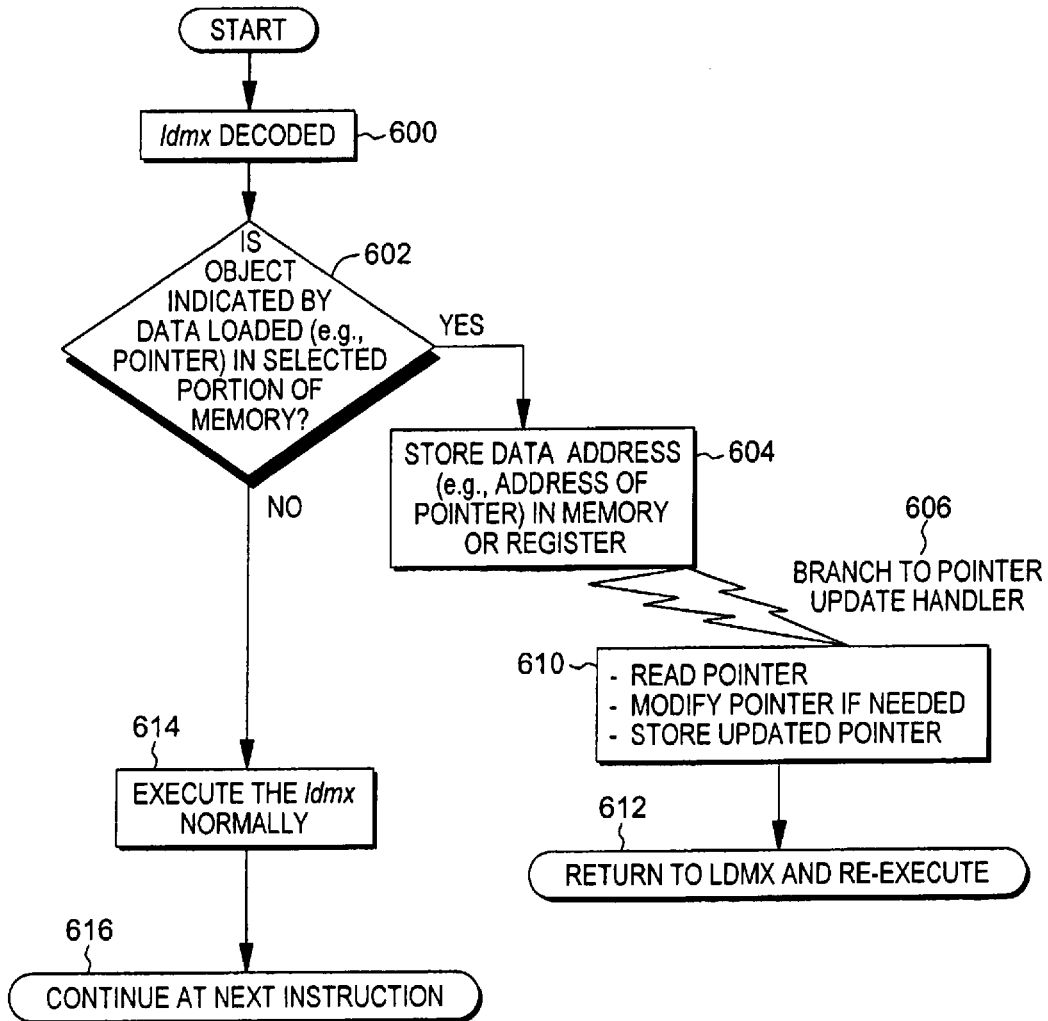 START
ldmx DECODED
600
IS
OBJECT
INDICATED BY
DATA LOADED (e.g.,
POINTER) IN SELECTED
PORTION OF
MEMORY?
602
YES
NO
STORE DATA ADDRESS
(e.g., ADDRESS OF
POINTER) IN MEMORY
OR REGISTER
604
606
BRANCH TO POINTER
UPDATE HANDLER
610
- READ POINTER
- MODIFY POINTER IF NEEDED
- STORE UPDATED POINTER
612
RETURN TO LDMX AND RE-EXECUTE
614
EXECUTE THE ldmx
NORMALLY
616
CONTINUE AT NEXT INSTRUCTION